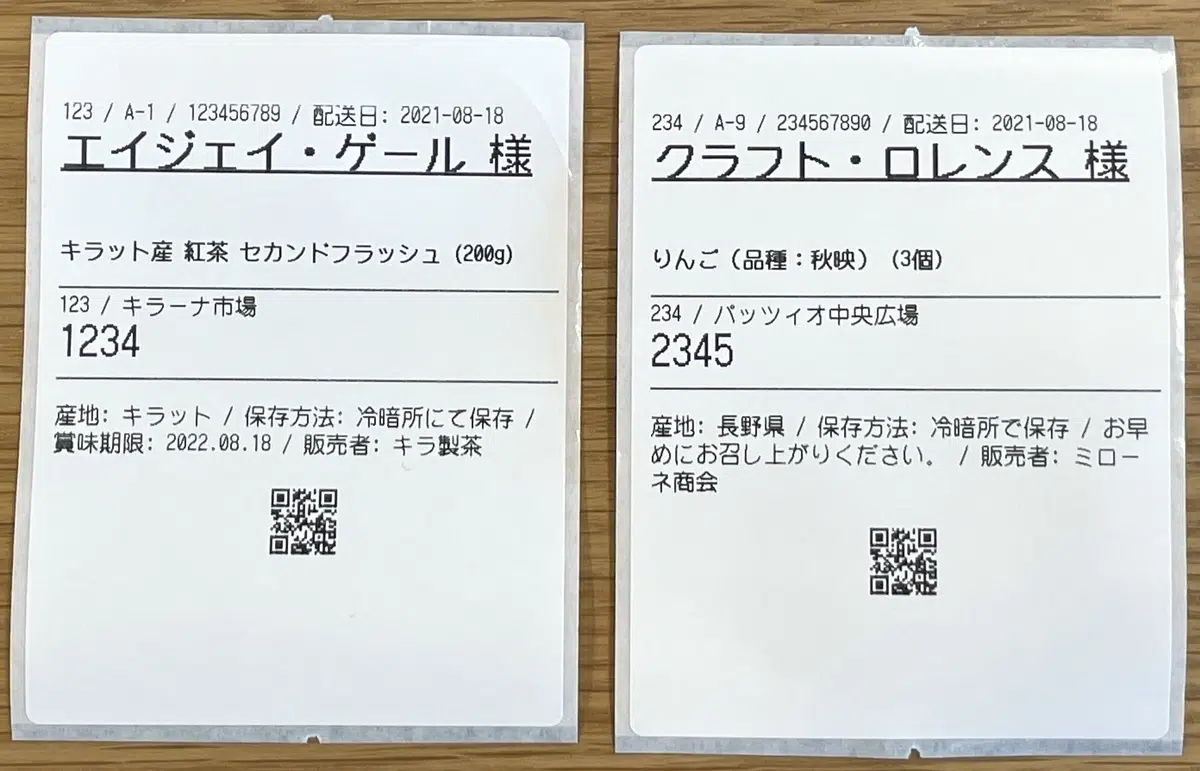 123 / A-1 / 123456789 / 配送日: 2021-08-18
エイジェイ・ゲール 様
キラット産 紅茶 セカンドフラッシュ (200g)
123 / キラーナ市場
1234
産地: キラット / 保存方法: 冷暗所にて保存 /
賞味期限: 2022.08.18 / 販売者: キラ製茶
234 / A-9 / 234567890 / 配送日: 2021-08-18
クラフト・ロレンス 様
りんご（品種：秋映） (3個)
234 / パッツィオ中央広場
2345
産地: 長野県 / 保存方法: 冷暗所で保存 / お早
めにお召し上がりください。 / 販売者: ミロー
ネ商会